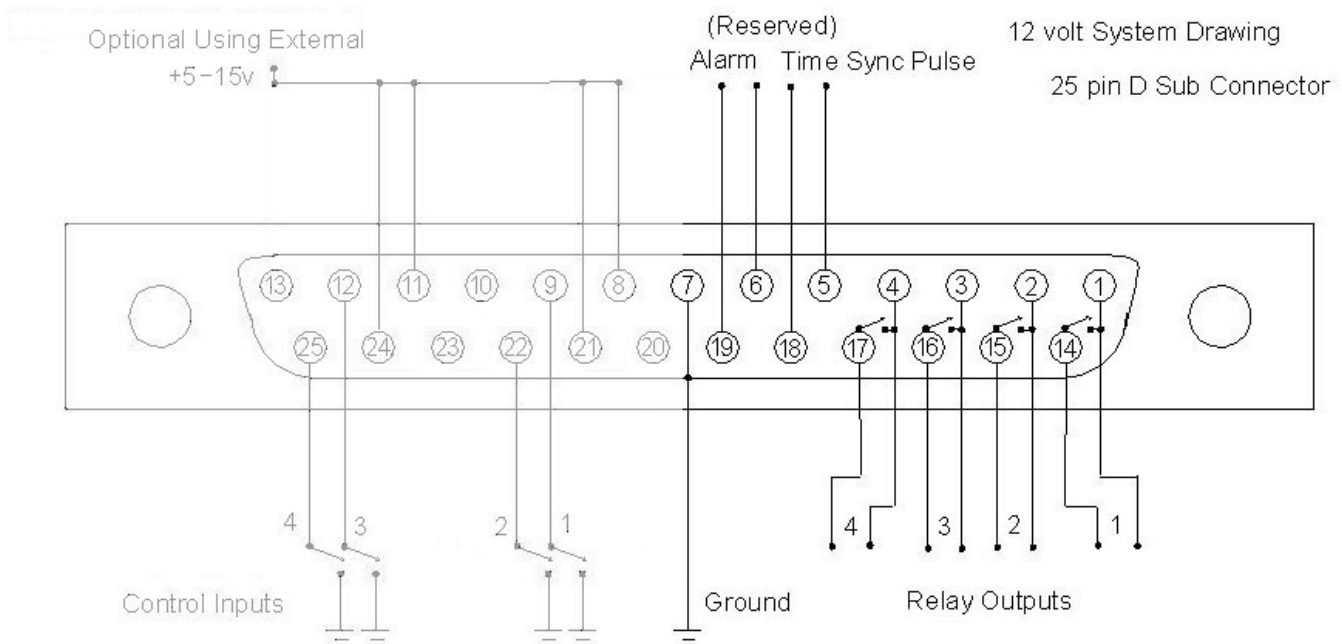 (Reserved)
12 volt System Drawing
Optional Using External
Alarm Time Sync Pulse
+5-15v
25 pin D Sub Connector
13 12 11 10 9 8 7 6 5 4 3 2 1
25 24 23 22 21 20 19 18 17 16 15 14
4 3 2 1 4 3 2 1
Control Inputs Ground Relay Outputs